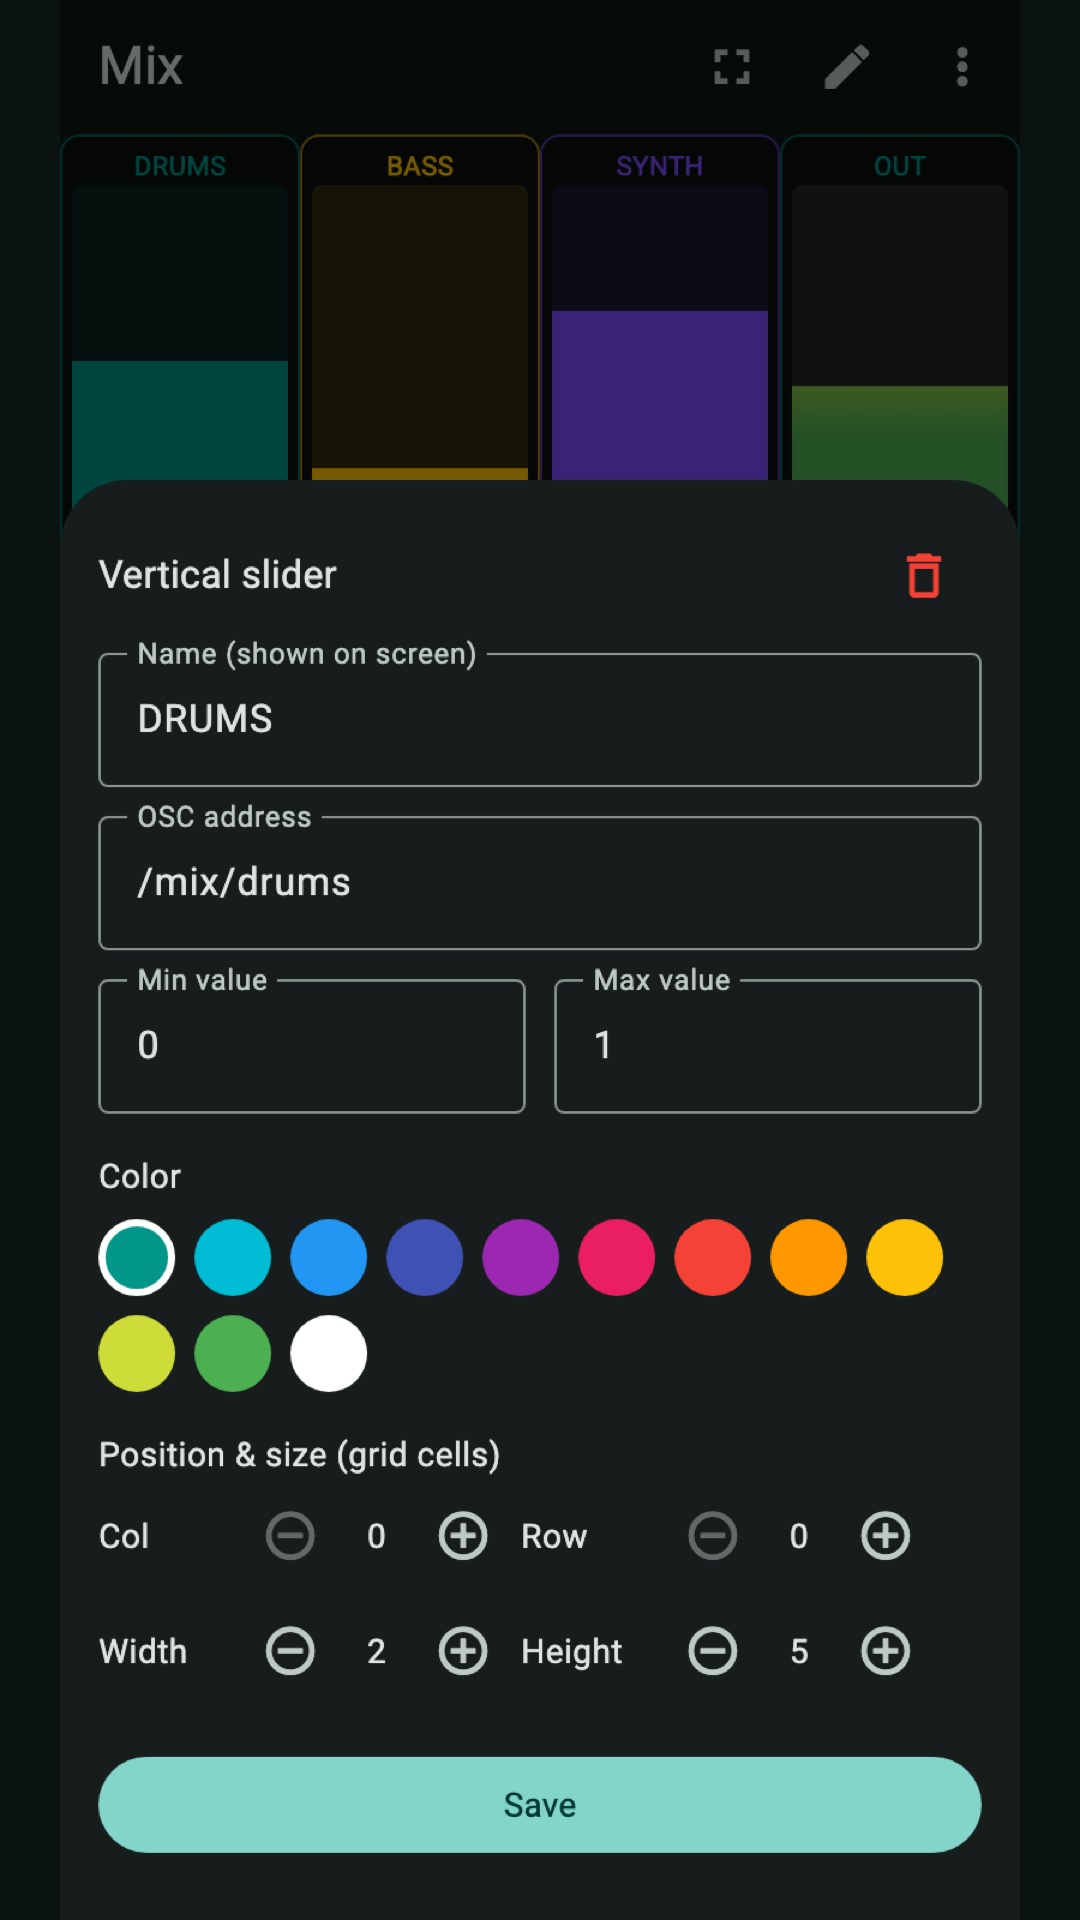 Mix
DRUMS BASS SYNTH OUT
Vertical slider
Name (shown on screen)
DRUMS
OSC address
/mix/drums
Min value Max value
0 1
Color
Position & size (grid cells)
Col 0 Row 0
Width 2 Height 5
Save